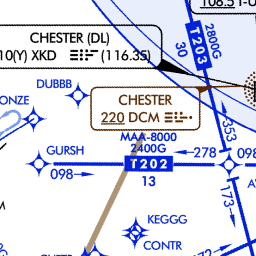 108.5
CHESTER (DL)
10(Y) XKD (116.35)
T203
2800G
30
DUBBB
CHESTER
220 DCM
ONZE
MAA-8000
2400G
353
GURSH
T202
278
098
098
13
173
KEGGG
CONTR